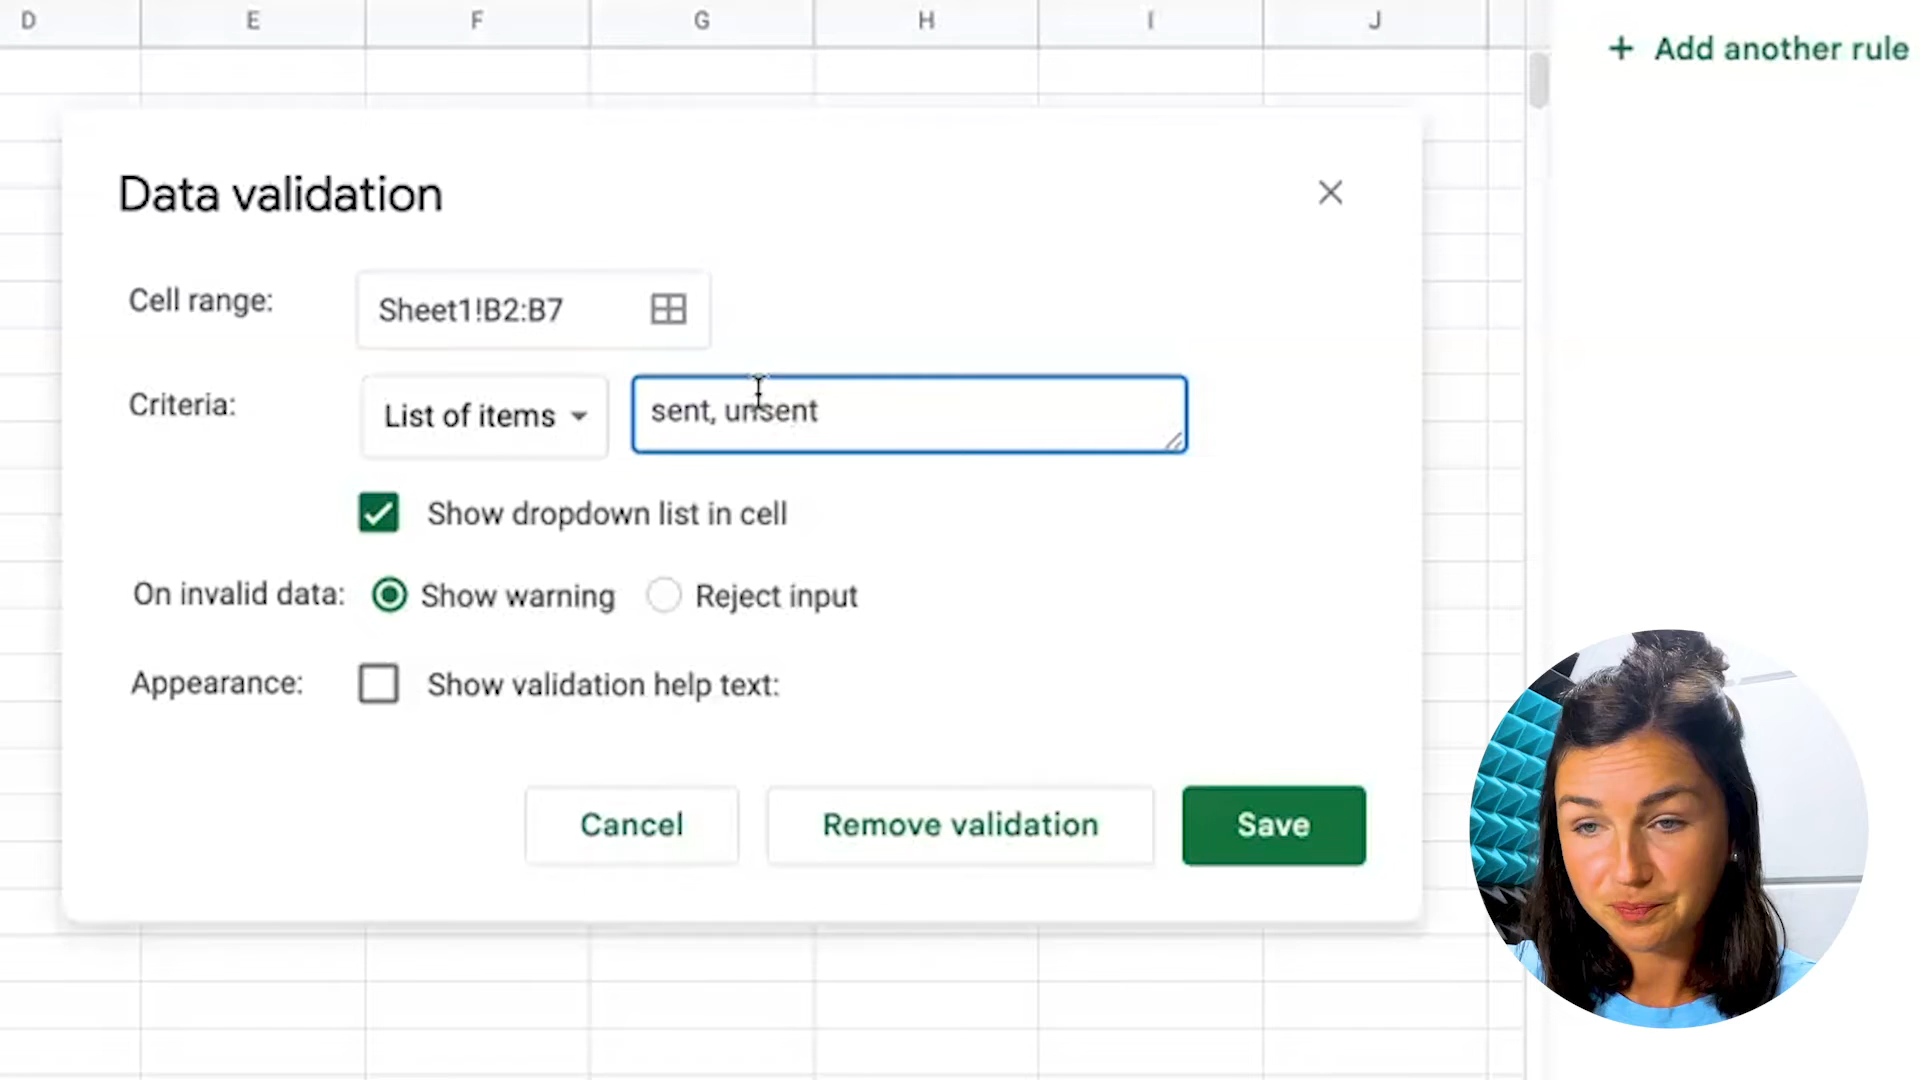 D E F G H I J
+ Add another rule
Data validation
Cell range: Sheet1!B2:B7
Criteria: List of items sent, unsent
Show dropdown list in cell
On invalid data: Show warning Reject input
Appearance: Show validation help text:
Cancel Remove validation Save